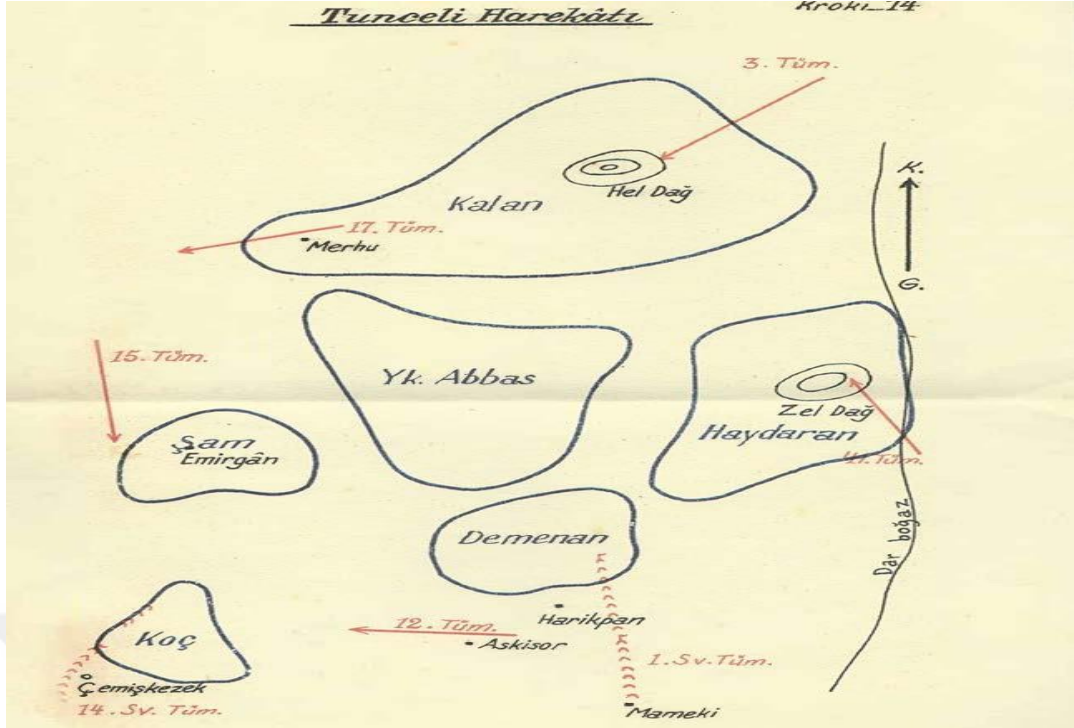 Tunceli Harekâtı
Kroki_14
3. Tüm.
K.
Hel Dağ
Kalan
17. Tüm.
Merhu
G.
15. Tüm.
Yk. Abbas
Zel Dağ
Haydaran
Şam
Emirgân
41. Tüm.
Dar boğaz
Demenan
Harikpan
12. Tüm.
Askisor
Koç
1. Sv. Tüm.
Çemişkezek
14. Sv. Tüm.
Mameki